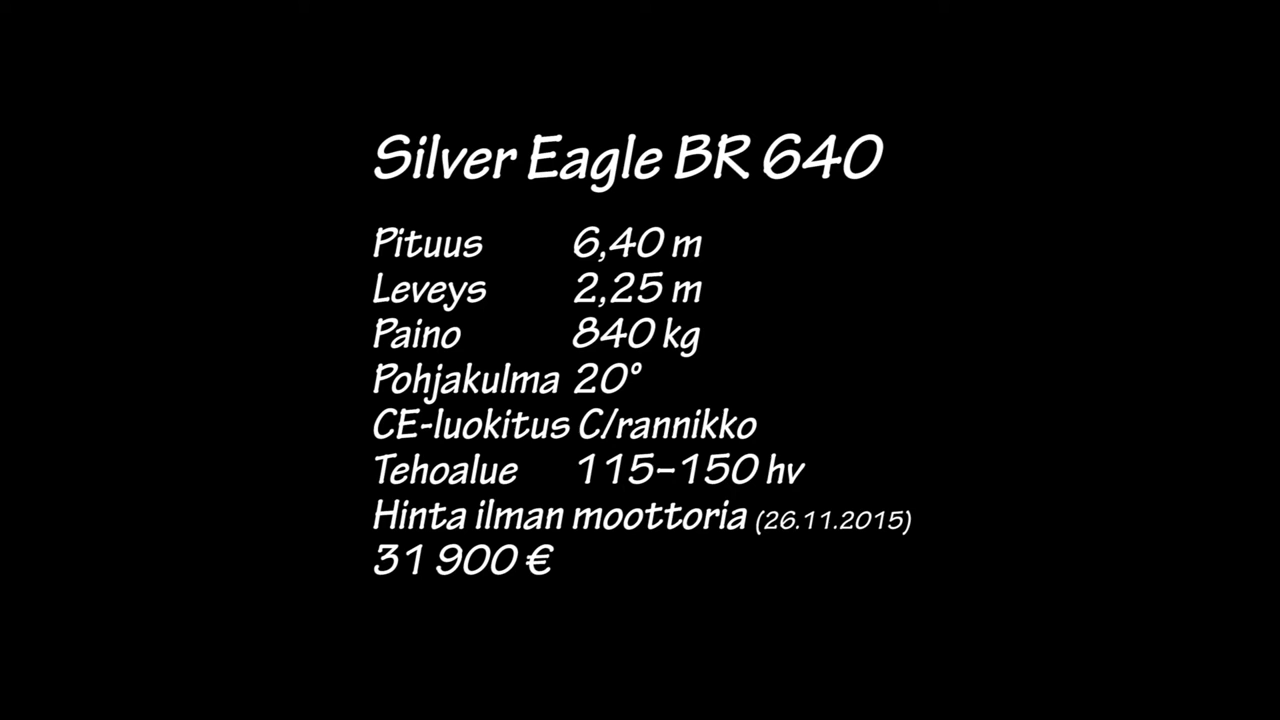 Silver Eagle BR 640
Pituus 6,40 m
Leveys 2,25 m
Paino 840 kg
Pohjakulma 20°
CE-luokitus C/rannikko
Tehoalue 115–150 hv
Hinta ilman moottoria (26.11.2015)
31 900 €